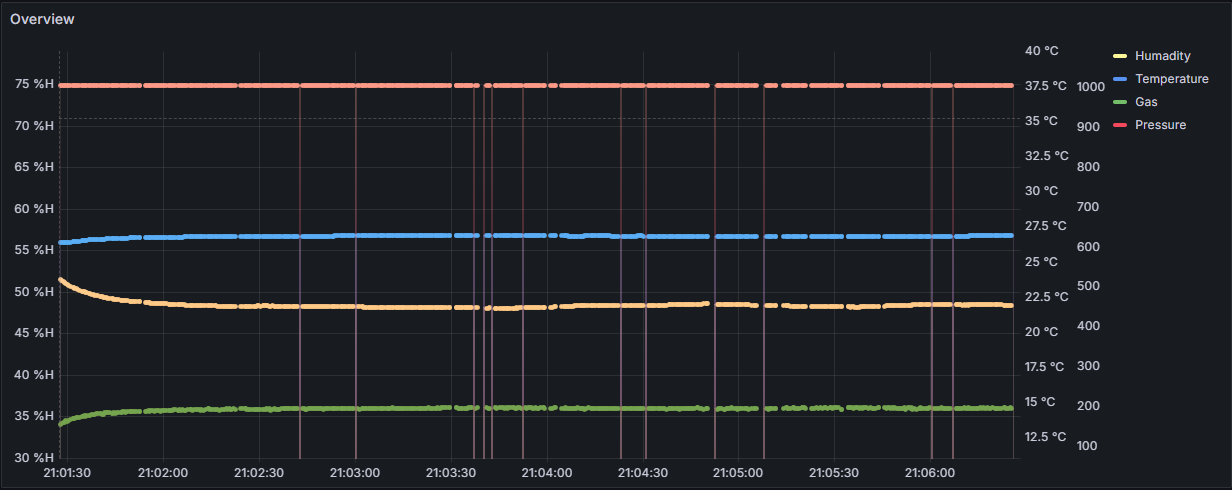 Overview
75 %H
70 %H
65 %H
60 %H
55 %H
50 %H
45 %H
40 %H
35 %H
30 %H
40 °C
37.5 °C
35 °C
32.5 °C
30 °C
27.5 °C
25 °C
22.5 °C
20 °C
17.5 °C
15 °C
12.5 °C
1000
900
800
700
600
500
400
300
200
100
Humadity
Temperature
Gas
Pressure
21:01:30 21:02:00 21:02:30 21:03:00 21:03:30 21:04:00 21:04:30 21:05:00 21:05:30 21:06:00